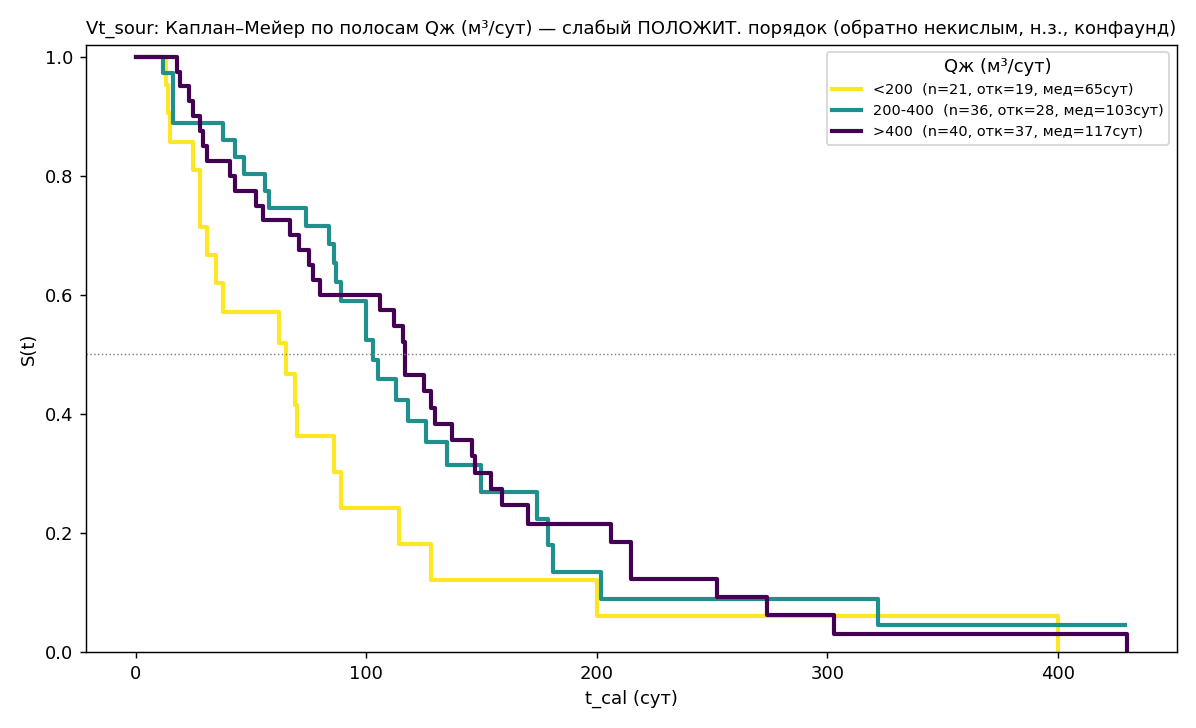 Vt_sour: Каплан–Мейер по полосам Qж (м³/сут) — слабый ПОЛОЖИТ. порядок (обратно некислым, н.з., конфаунд)
Qж (м³/сут)
<200 (n=21, отк=19, мед=65сут)
200-400 (n=36, отк=28, мед=103сут)
>400 (n=40, отк=37, мед=117сут)
S(t)
1.0
0.8
0.6
0.4
0.2
0.0
0 100 200 300 400
t_cal (сут)